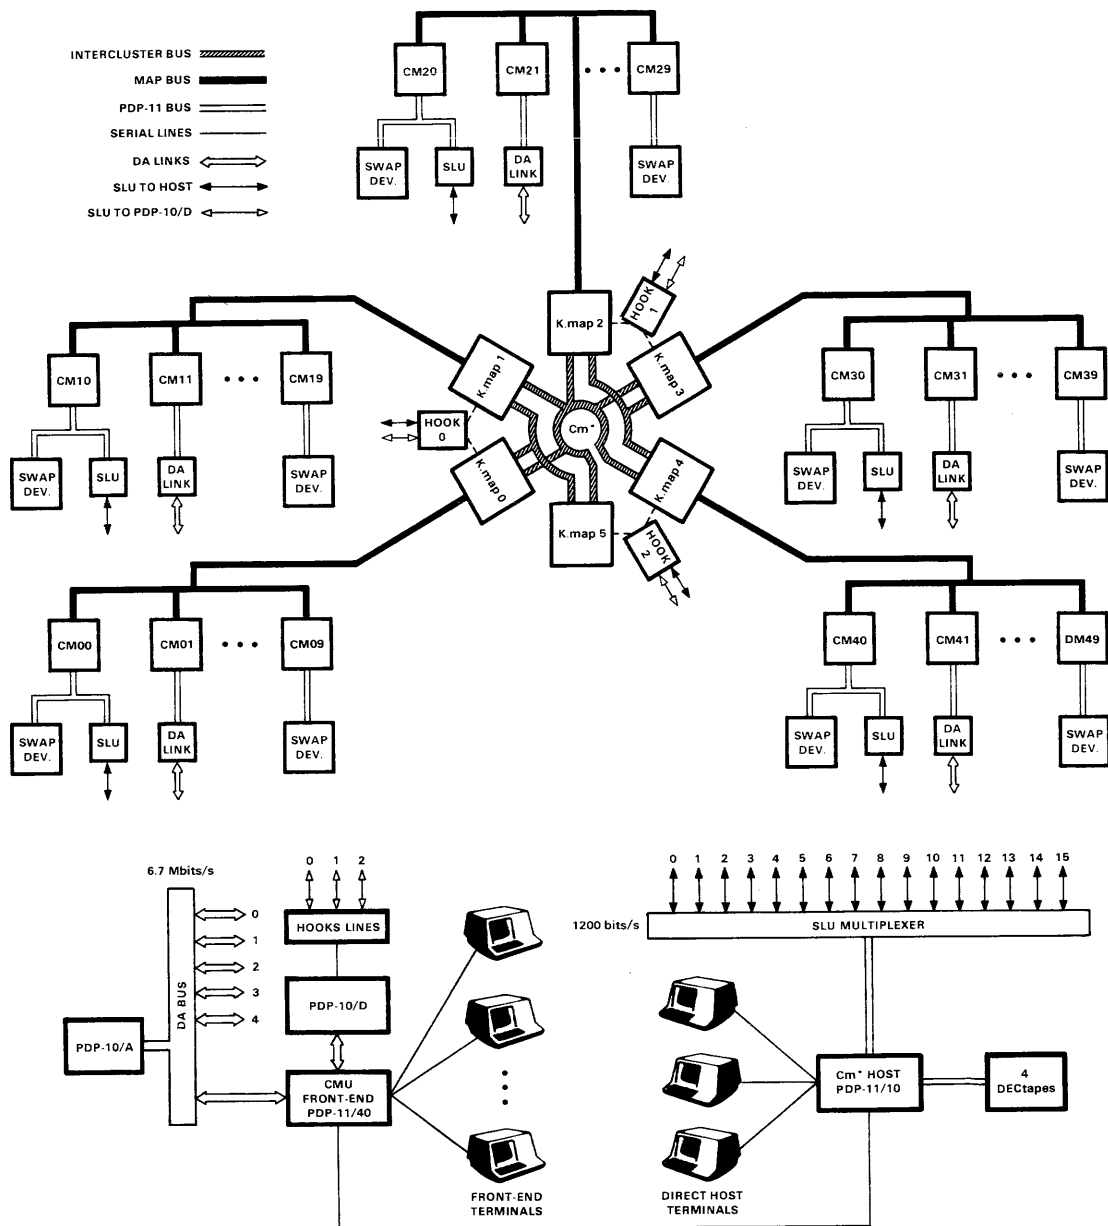 INTERCLUSTER BUS
MAP BUS
PDP-11 BUS
SERIAL LINES
DA LINKS
SLU TO HOST
SLU TO PDP-10/D
CM20
CM21
CM29
SWAP
DEV.
SLU
DA
LINK
SWAP
DEV.
K.map 2
HOOK
1
K.map 1
K.map 3
HOOK
0
Cm*
K.map 0
K.map 4
K.map 5
HOOK
2
CM10
CM11
CM19
SWAP
DEV.
SLU
DA
LINK
SWAP
DEV.
CM30
CM31
CM39
SWAP
DEV.
SLU
DA
LINK
SWAP
DEV.
CM00
CM01
CM09
SWAP
DEV.
SLU
DA
LINK
SWAP
DEV.
CM40
CM41
DM49
SWAP
DEV.
SLU
DA
LINK
SWAP
DEV.
6.7 Mbits/s
0 1 2
HOOKS LINES
DA BUS
0
1
2
3
4
PDP-10/D
PDP-10/A
CMU
FRONT-END
PDP-11/40
FRONT-END
TERMINALS
0 1 2 3 4 5 6 7 8 9 10 11 12 13 14 15
1200 bits/s
SLU MULTIPLEXER
Cm* HOST
PDP-11/10
4
DECtapes
DIRECT HOST
TERMINALS